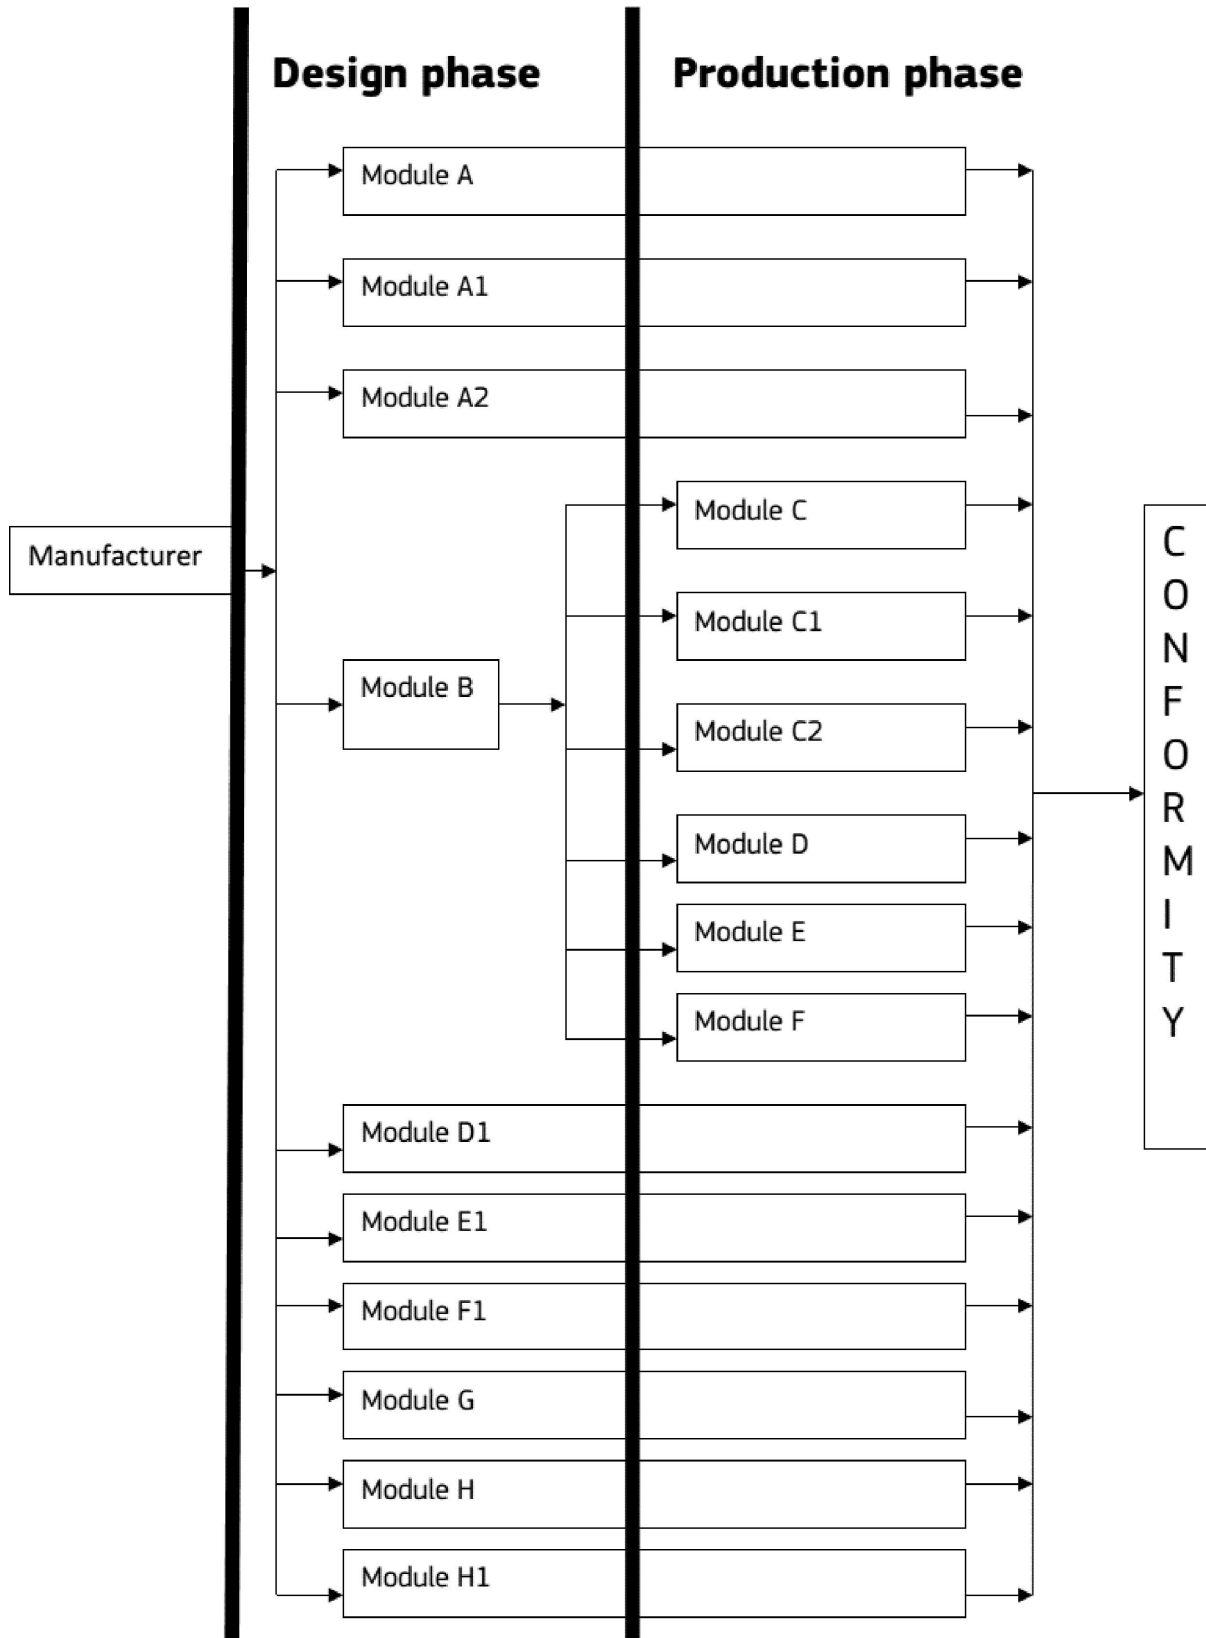 Design phase
Production phase
Module A
Module A1
Module A2
Manufacturer
Module B
Module C
Module C1
Module C2
Module D
Module E
Module F
Module D1
Module E1
Module F1
Module G
Module H
Module H1
C
O
N
F
O
R
M
I
T
Y